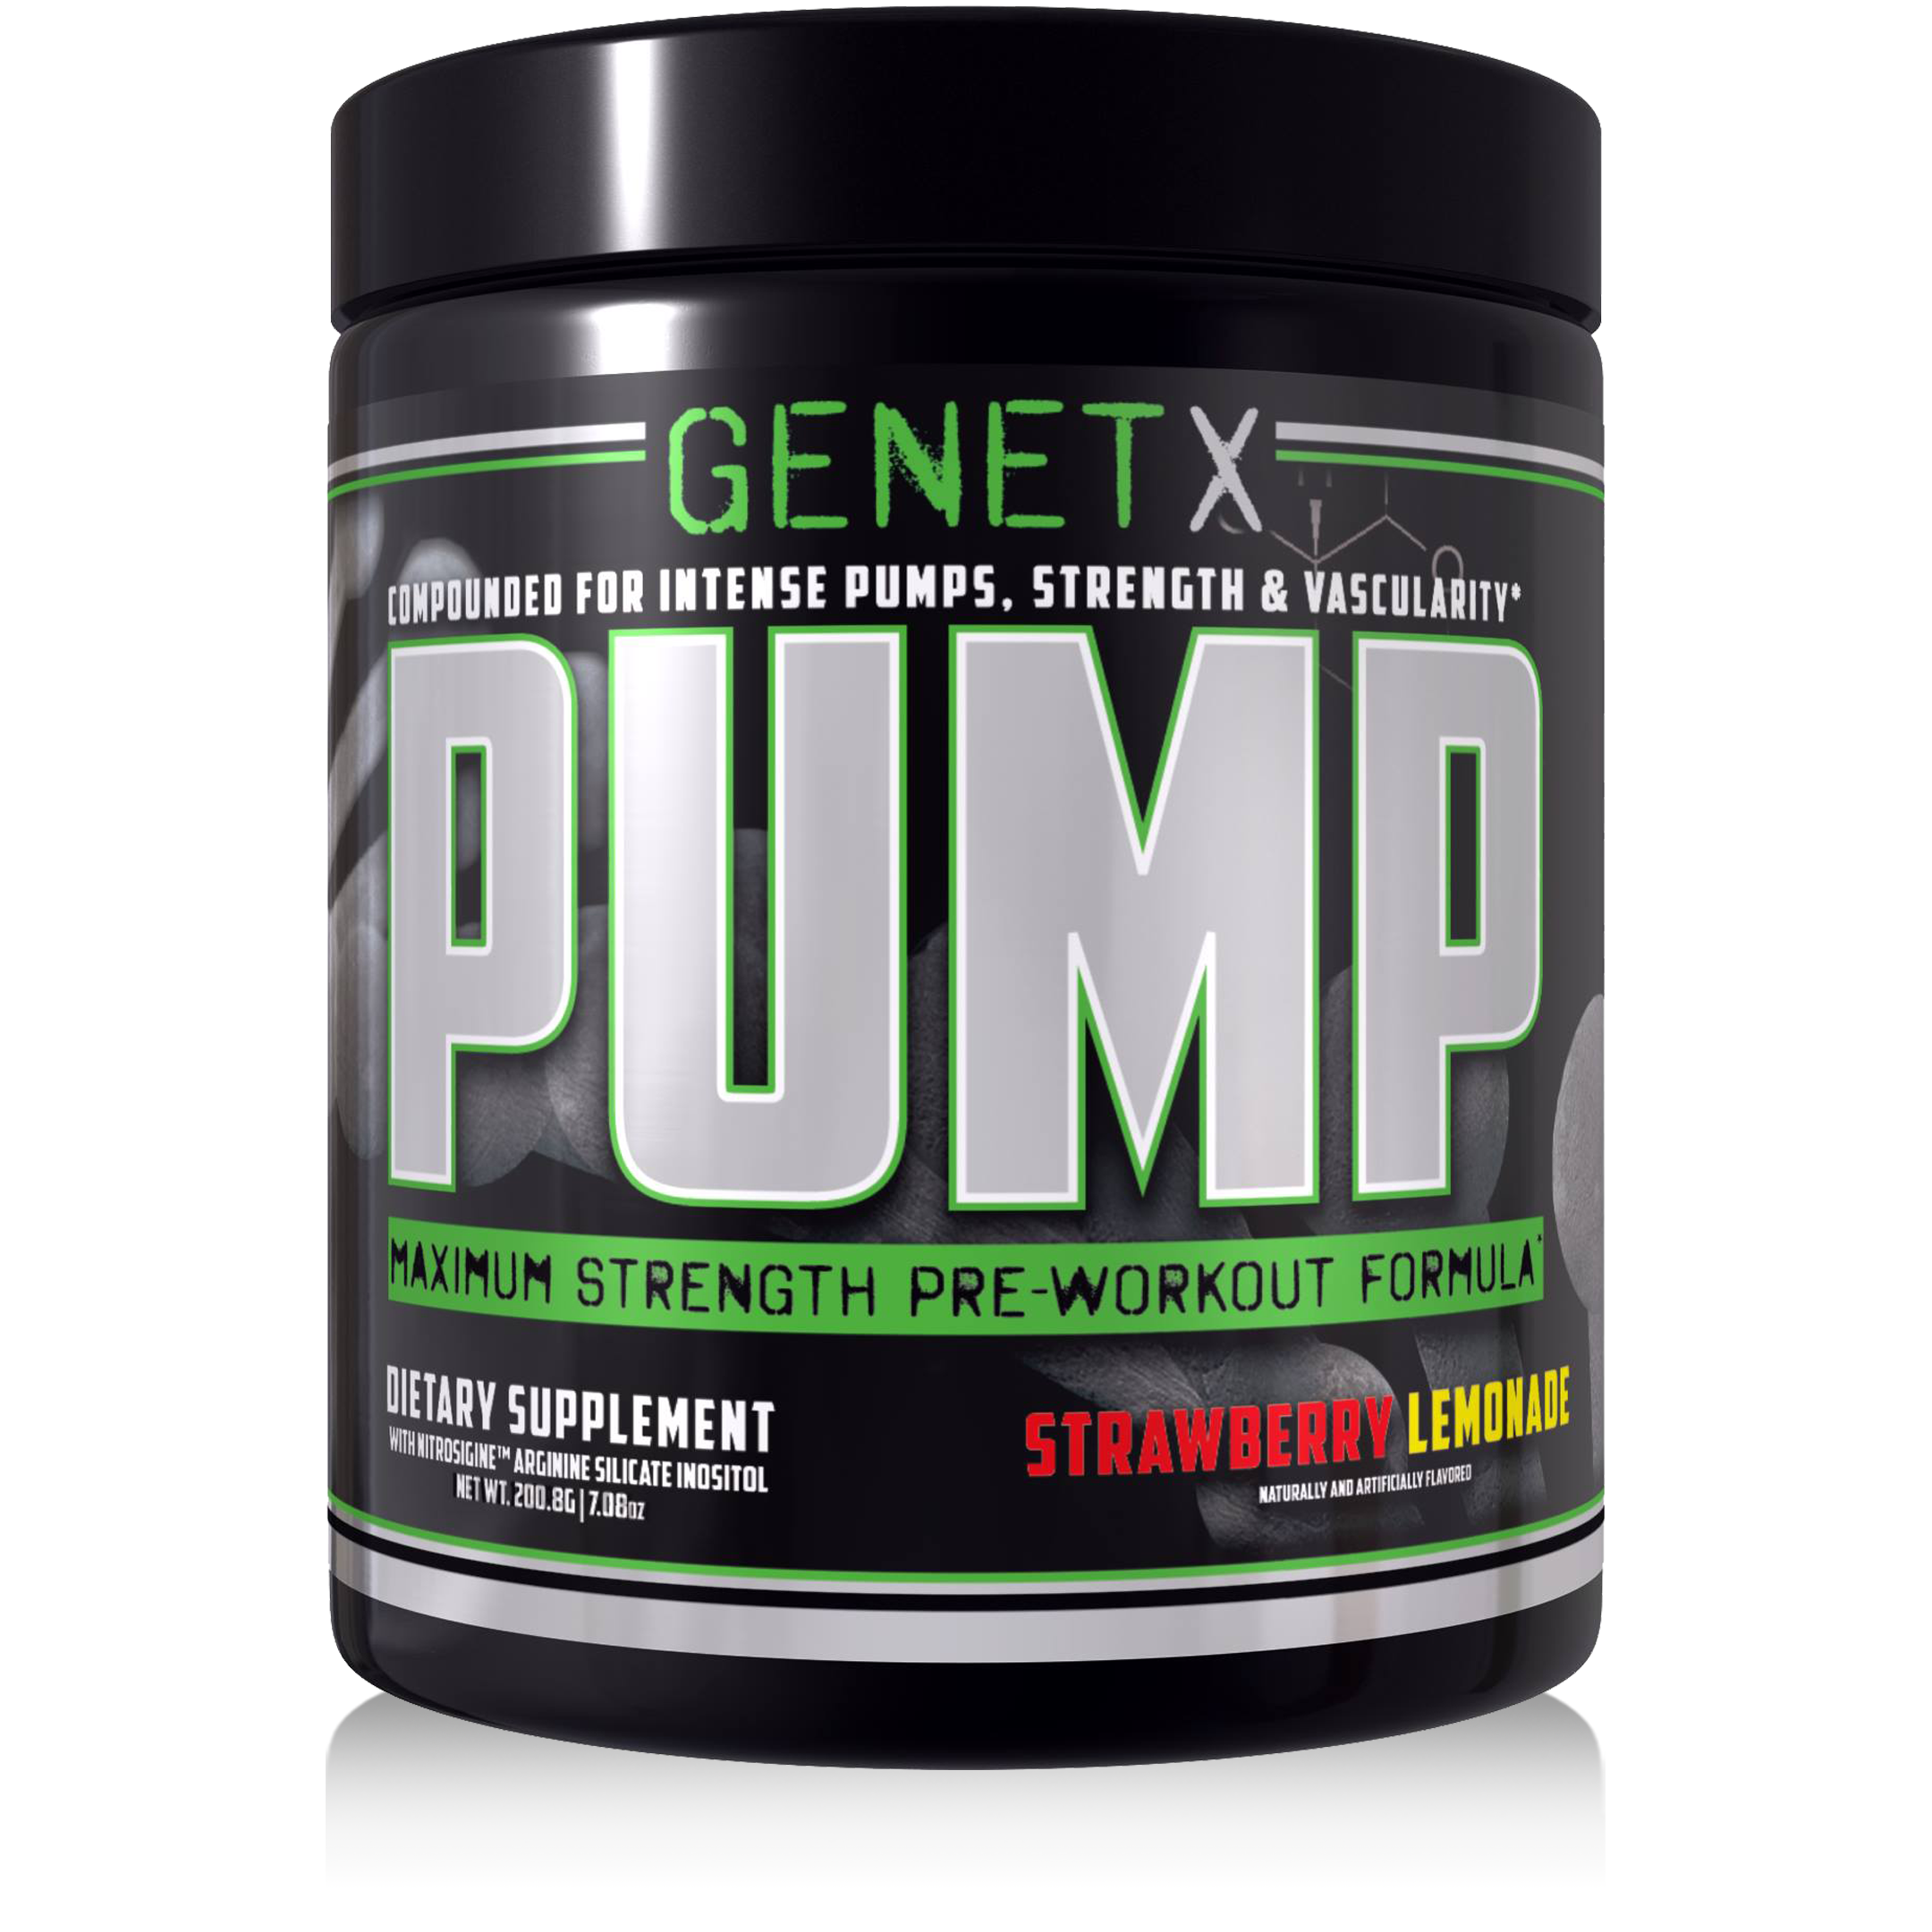 GENETX
COMPOUNDED FOR INTENSE PUMPS, STRENGTH & VASCULARITY*
PUMP
MAXIMUM STRENGTH PRE-WORKOUT FORMULA*
DIETARY SUPPLEMENT
WITH NITROSIGINE™ ARGININE SILICATE INOSITOL
NET WT. 200.8G | 7.08OZ
STRAWBERRY LEMONADE
NATURALLY AND ARTIFICIALLY FLAVORED